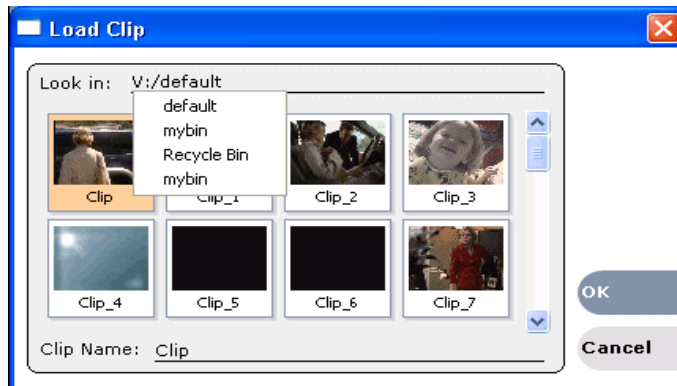 Load Clip
Look in: V:/default
default
mybin
Recycle Bin
mybin
Clip
Clip_1
Clip_2
Clip_3
Clip_4
Clip_5
Clip_6
Clip_7
OK
Cancel
Clip Name: Clip